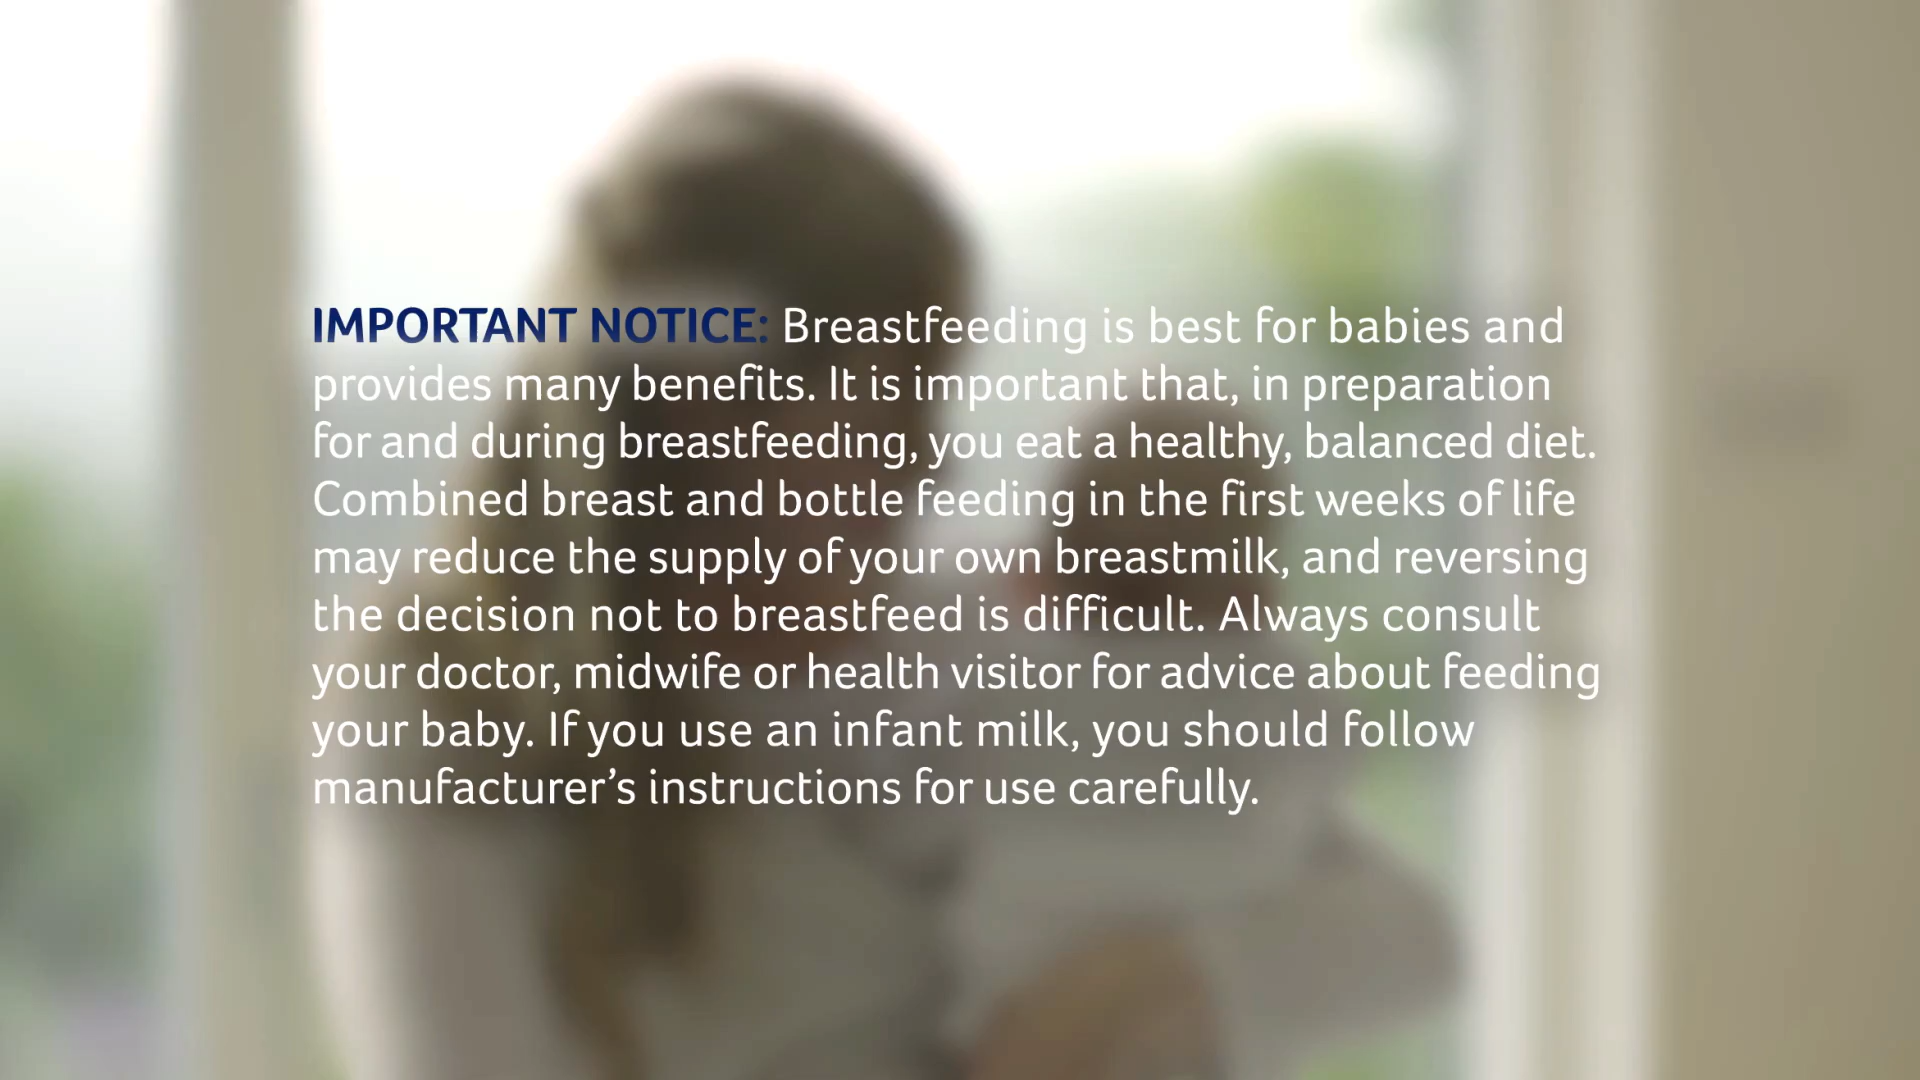 IMPORTANT NOTICE: Breastfeeding is best for babies and
provides many benefits. It is important that, in preparation
for and during breastfeeding, you eat a healthy, balanced diet.
Combined breast and bottle feeding in the first weeks of life
may reduce the supply of your own breastmilk, and reversing
the decision not to breastfeed is difficult. Always consult
your doctor, midwife or health visitor for advice about feeding
your baby. If you use an infant milk, you should follow
manufacturer’s instructions for use carefully.